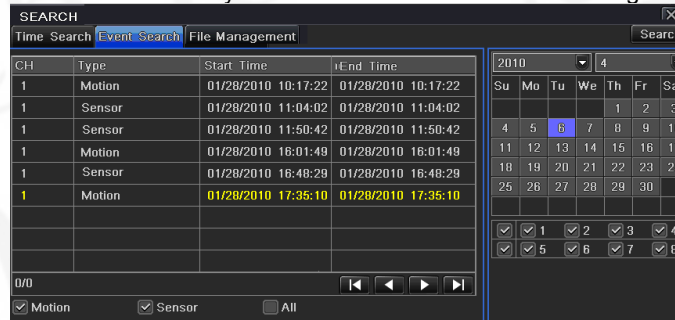 SEARCH
Time Search Event Search File Management
CH Type Start Time End Time
1 Motion 01/28/2010 10:17:22 01/28/2010 10:17:22
1 Sensor 01/28/2010 11:04:02 01/28/2010 11:04:02
1 Sensor 01/28/2010 11:50:42 01/28/2010 11:50:42
1 Motion 01/28/2010 16:01:49 01/28/2010 16:01:49
1 Sensor 01/28/2010 16:48:29 01/28/2010 16:48:29
1 Motion 01/28/2010 17:35:10 01/28/2010 17:35:10
0/0
Motion Sensor All
Searc
2010 4
Su Mo Tu We Th Fr Sa
1 2 3
4 5 6 7 8 9 1
11 12 13 14 15 16 1
18 19 20 21 22 23 2
25 26 27 28 29 30
1 2 3 4
5 6 7 8